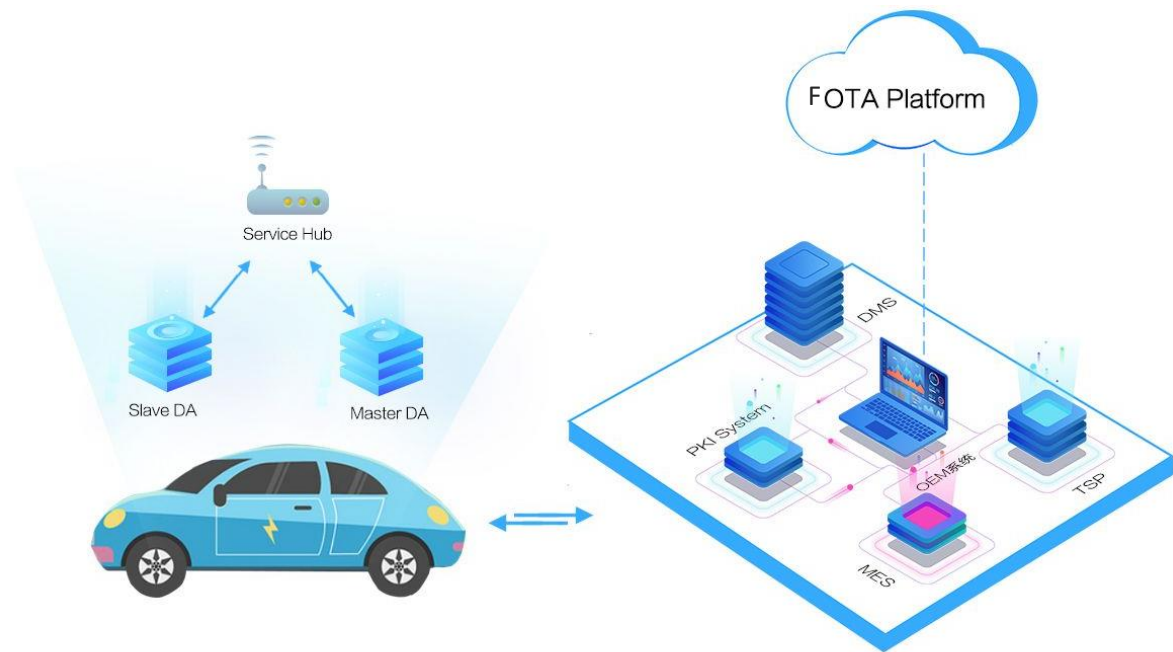 FOTA Platform
Service Hub
Slave DA
Master DA
DMS
PKI System
OEM系统
TSP
MES